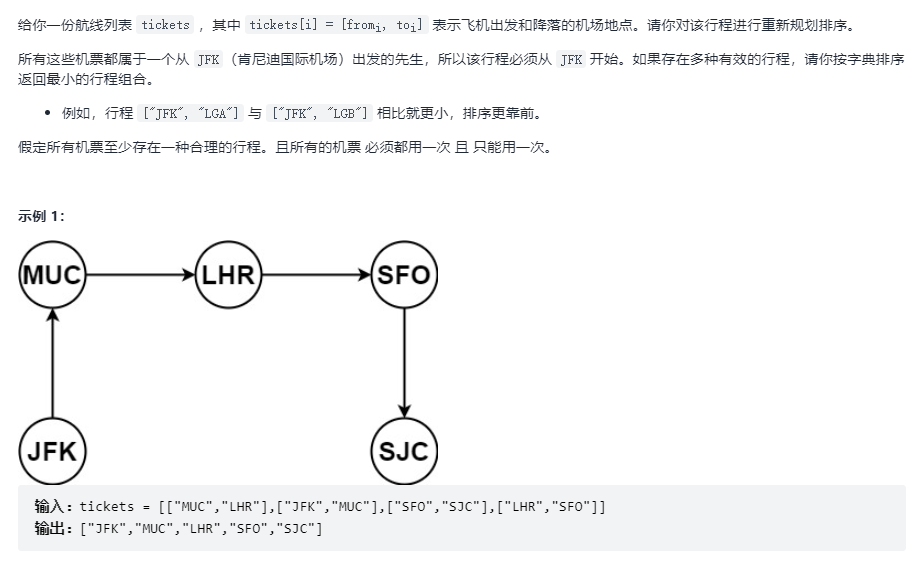 给你一份航线列表 tickets ，其中 tickets[i] = [fromi, toi] 表示飞机出发和降落的机场地点。请你对该行程进行重新规划排序。
所有这些机票都属于一个从 JFK （肯尼迪国际机场）出发的先生，所以该行程必须从 JFK 开始。如果存在多种有效的行程，请你按字典排序
返回最小的行程组合。
• 例如，行程 ["JFK", "LGA"] 与 ["JFK", "LGB"] 相比就更小，排序更靠前。
假定所有机票至少存在一种合理的行程。且所有的机票 必须都用一次 且 只能用一次。
示例 1：
MUC LHR SFO
JFK SJC
输入：tickets = [["MUC","LHR"],["JFK","MUC"],["SFO","SJC"],["LHR","SFO"]]
输出：["JFK","MUC","LHR","SFO","SJC"]